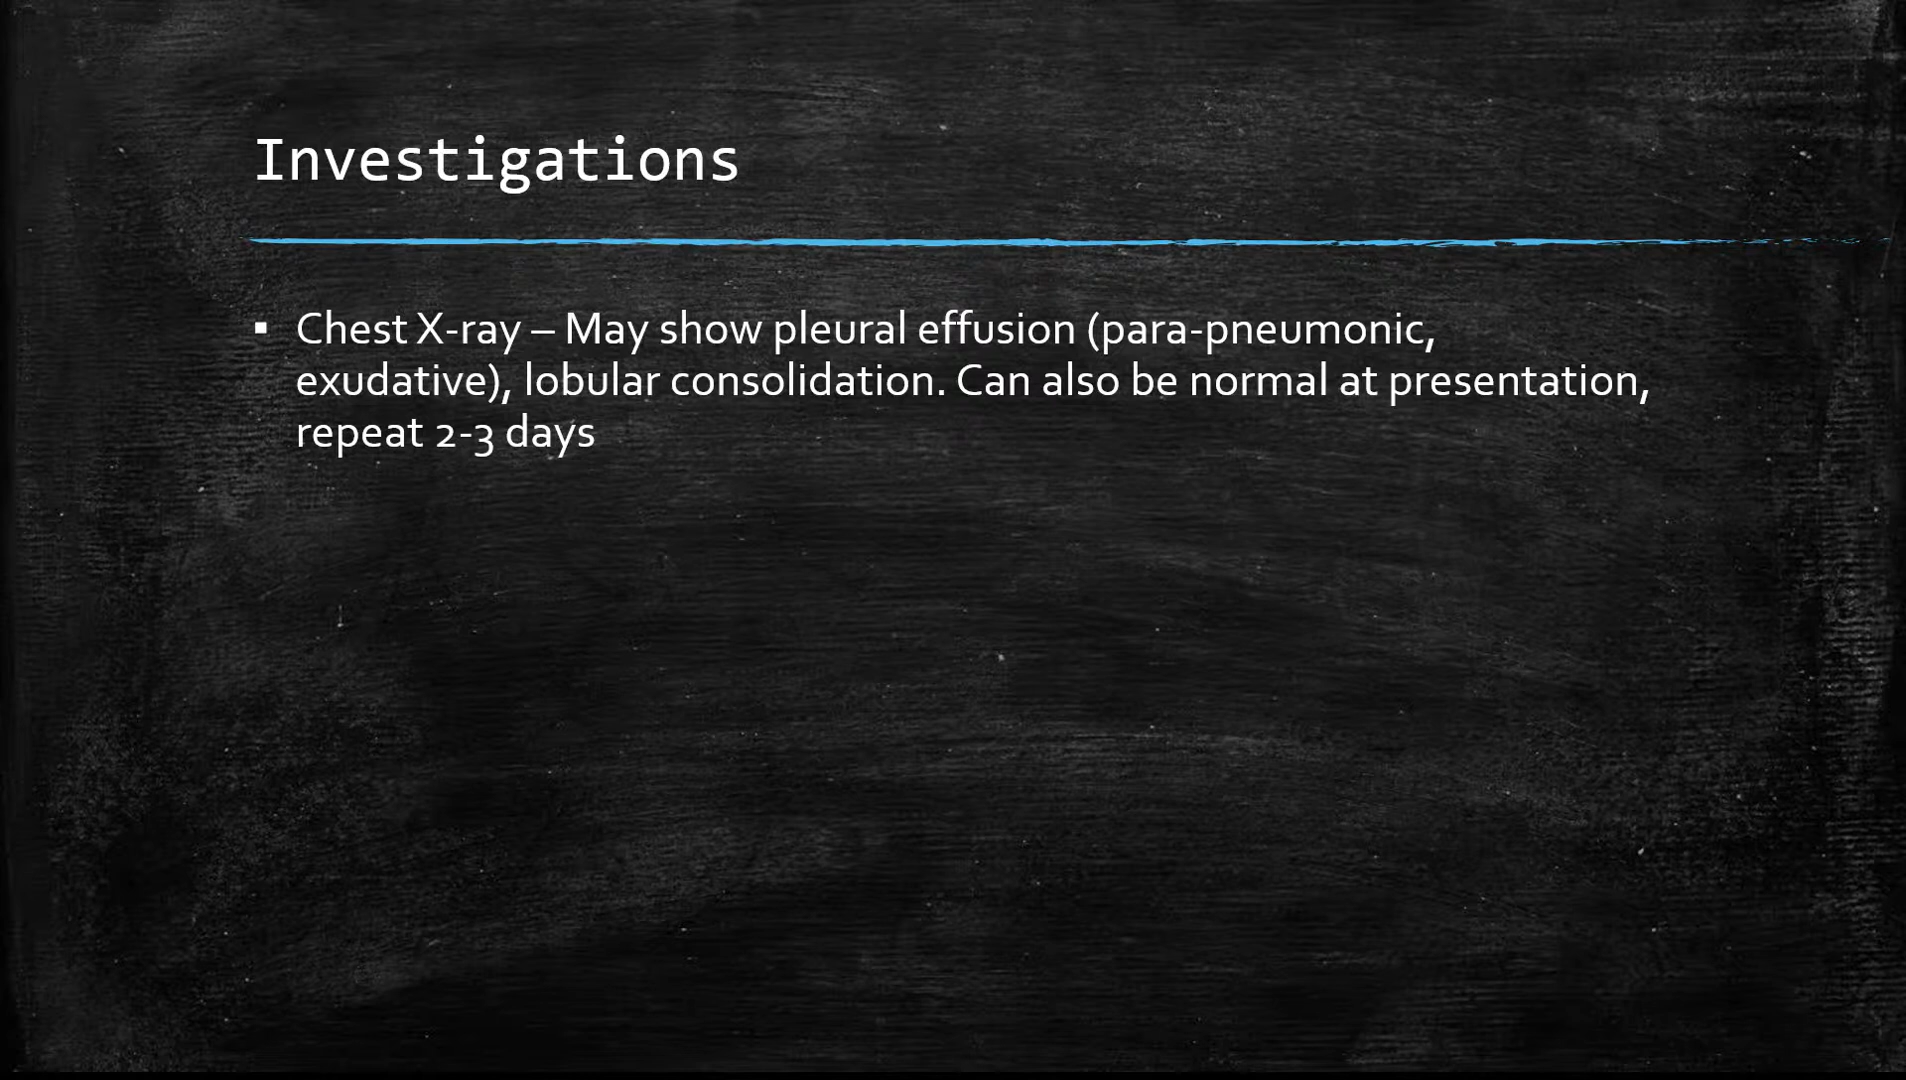 Investigations
▪ Chest X-ray – May show pleural effusion (para-pneumonic,
exudative), lobular consolidation. Can also be normal at presentation,
repeat 2-3 days